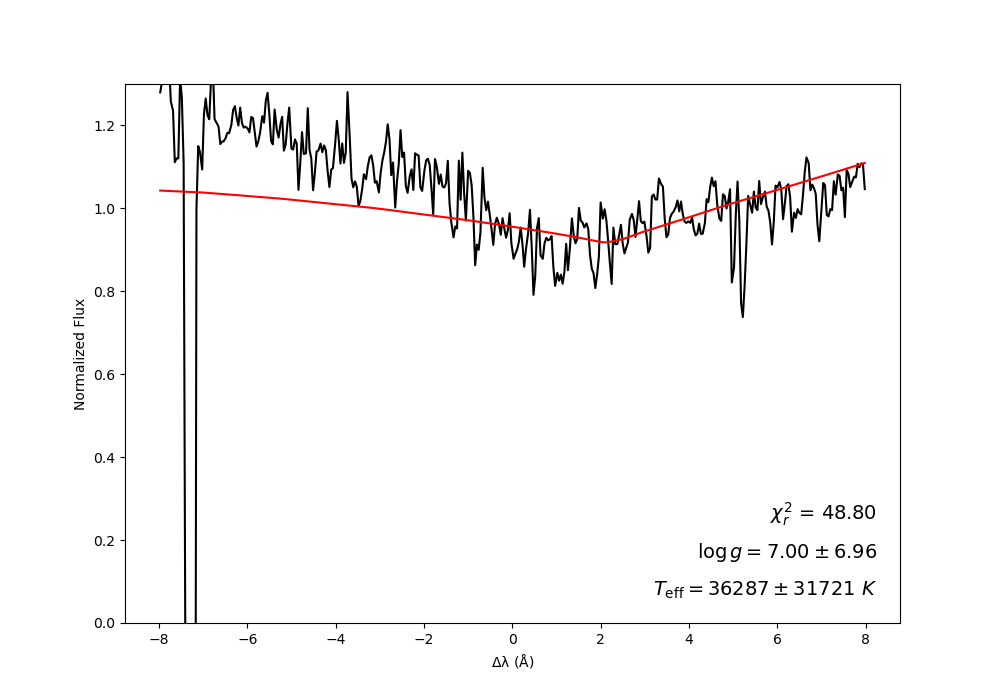 1.2
1.0
0.8
0.6
0.4
0.2
0.0
Normalized Flux
χ²ᵣ = 48.80
log g = 7.00 ± 6.96
T_eff = 36287 ± 31721 K
−8 −6 −4 −2 0 2 4 6 8
Δλ (Å)